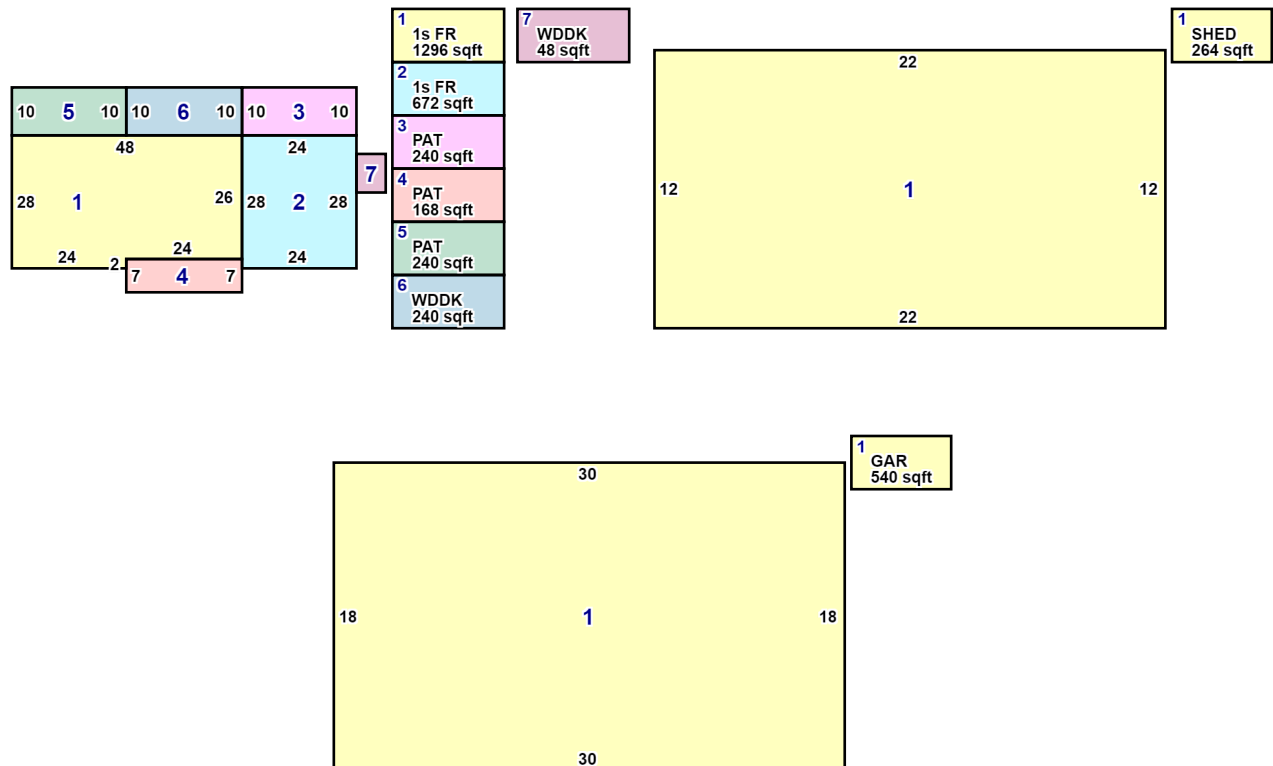 1
1s FR
1296 sqft
2
1s FR
672 sqft
3
PAT
240 sqft
4
PAT
168 sqft
5
PAT
240 sqft
6
WDDK
240 sqft
7
WDDK
48 sqft
10 5 10 10 6 10 10 3 10
48 24
28 1 26 28 2 28
7
24 24 24
2
7 4 7
1
SHED
264 sqft
22
12 1 12
22
1
GAR
540 sqft
30
18 1 18
30